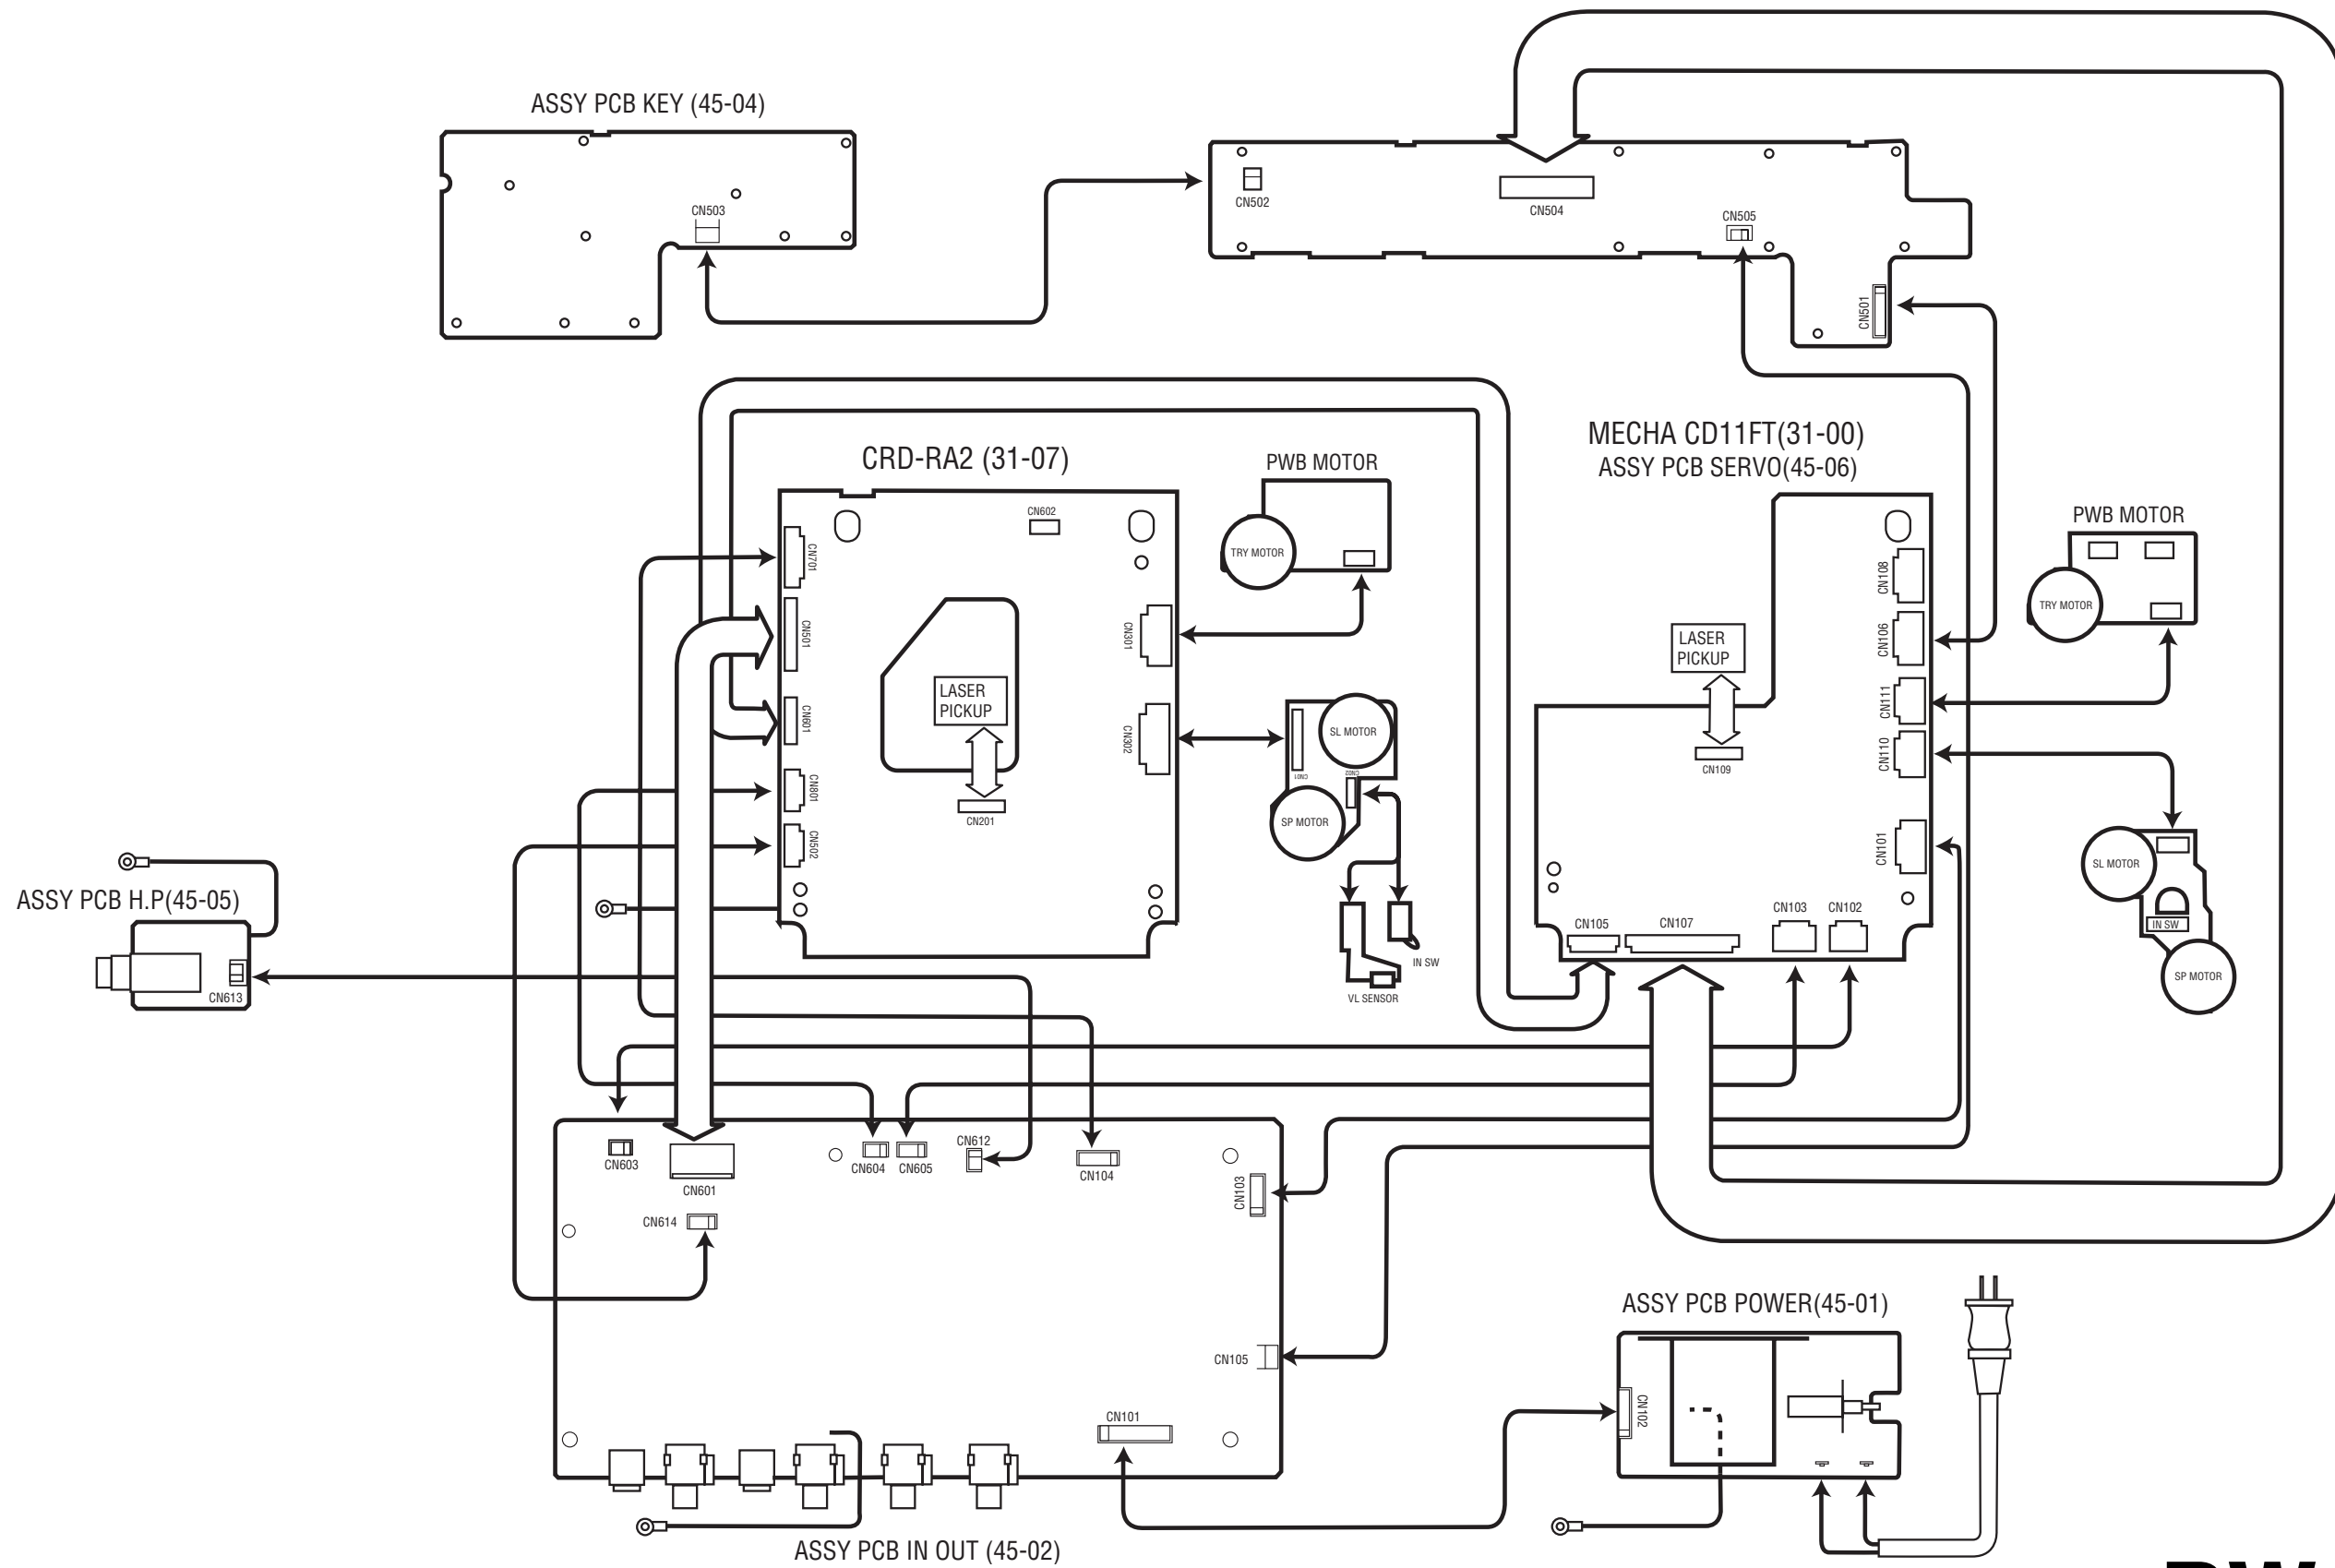 ASSY PCB KEY (45-04)
CN503
CN502
CN504
CN505
CN501
MECHA CD11FT(31-00)
ASSY PCB SERVO(45-06)
CRD-RA2 (31-07)
PWB MOTOR
TRY MOTOR
CN602
CN701
CN501
CN601
CN801
CN502
CN301
CN302
LASER
PICKUP
CN201
SL MOTOR
CN01
CN02
SP MOTOR
IN SW
VL SENSOR
LASER
PICKUP
CN109
CN108
CN106
CN111
CN110
CN101
CN105
CN107
CN103
CN102
PWB MOTOR
TRY MOTOR
SL MOTOR
IN SW
SP MOTOR
ASSY PCB H.P(45-05)
CN613
CN603
CN601
CN604
CN605
CN612
CN104
CN103
CN614
CN105
CN101
ASSY PCB IN OUT (45-02)
ASSY PCB POWER(45-01)
CN102